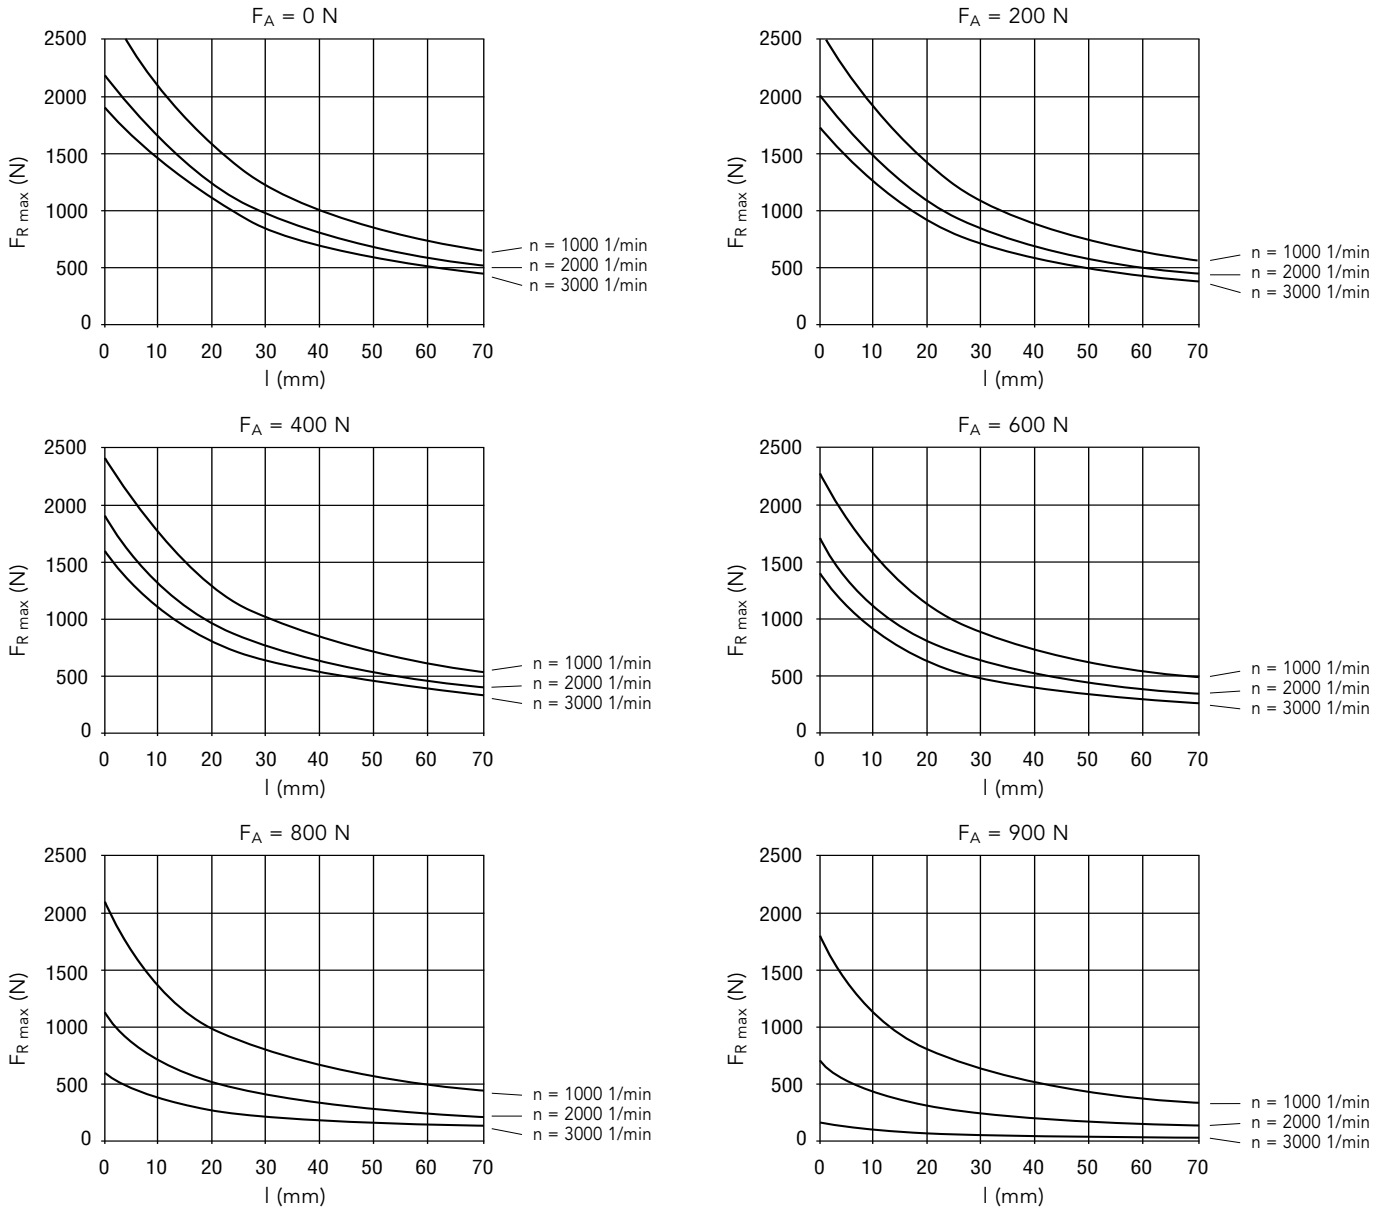 F_A = 0 N
2500
2000
1500
1000
500
0
F_R max (N)
0 10 20 30 40 50 60 70
l (mm)
n = 1000 1/min
n = 2000 1/min
n = 3000 1/min
F_A = 200 N
2500
2000
1500
1000
500
0
F_R max (N)
0 10 20 30 40 50 60 70
l (mm)
n = 1000 1/min
n = 2000 1/min
n = 3000 1/min
F_A = 400 N
2500
2000
1500
1000
500
0
F_R max (N)
0 10 20 30 40 50 60 70
l (mm)
n = 1000 1/min
n = 2000 1/min
n = 3000 1/min
F_A = 600 N
2500
2000
1500
1000
500
0
F_R max (N)
0 10 20 30 40 50 60 70
l (mm)
n = 1000 1/min
n = 2000 1/min
n = 3000 1/min
F_A = 800 N
2500
2000
1500
1000
500
0
F_R max (N)
0 10 20 30 40 50 60 70
l (mm)
n = 1000 1/min
n = 2000 1/min
n = 3000 1/min
F_A = 900 N
2500
2000
1500
1000
500
0
F_R max (N)
0 10 20 30 40 50 60 70
l (mm)
n = 1000 1/min
n = 2000 1/min
n = 3000 1/min